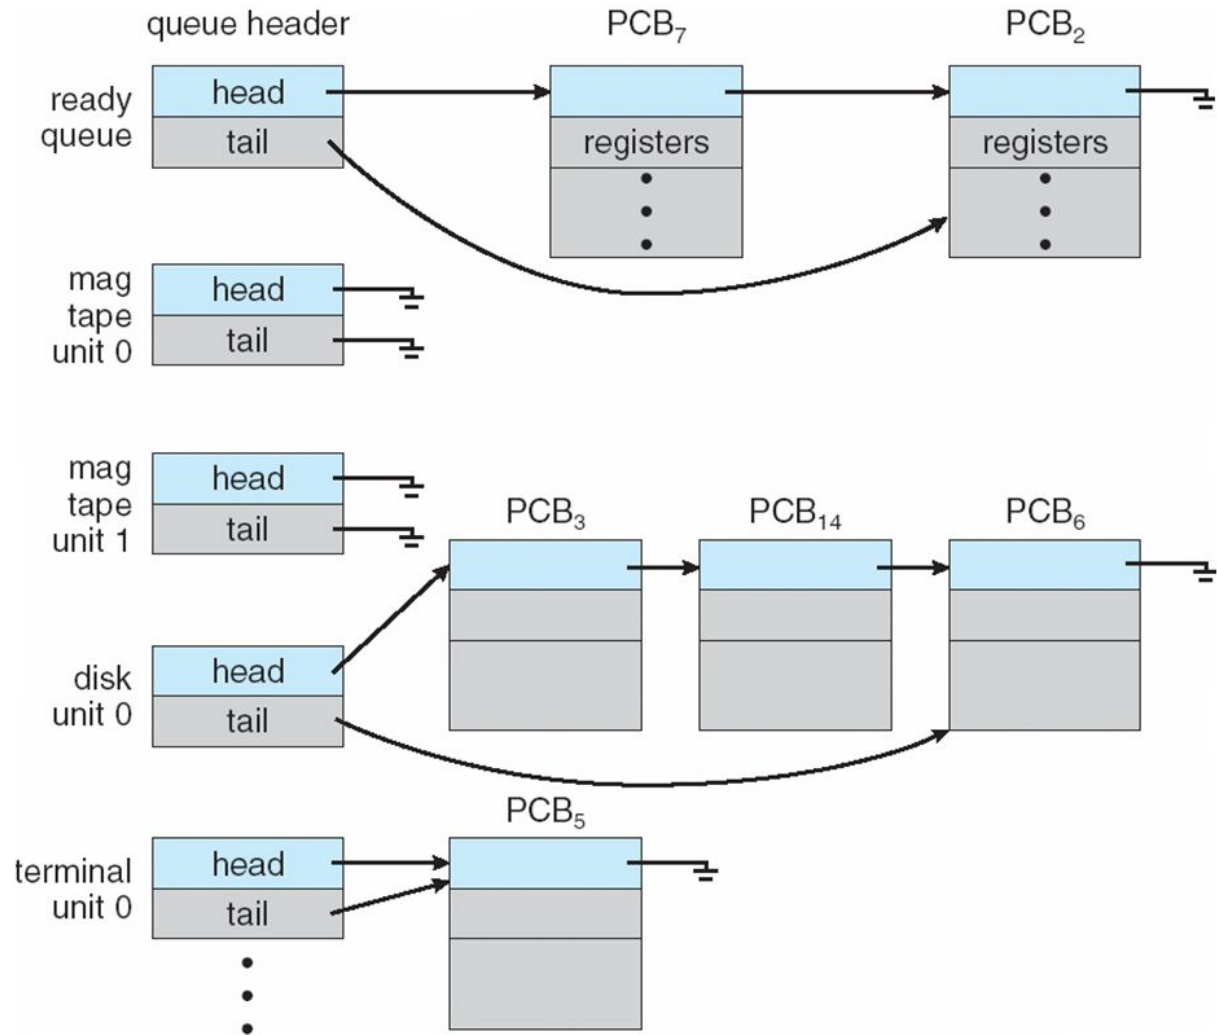 queue header
PCB₇
PCB₂
ready
queue
head
tail
registers
registers
mag
tape
unit 0
head
tail
mag
tape
unit 1
head
tail
PCB₃
PCB₁₄
PCB₆
disk
unit 0
head
tail
PCB₅
terminal
unit 0
head
tail